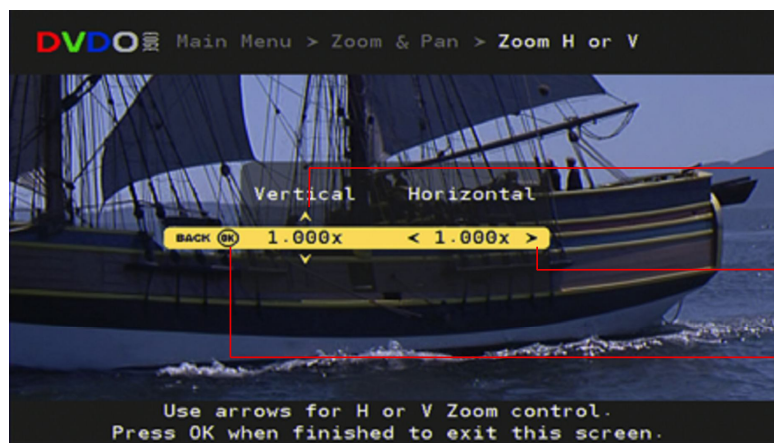 DVDO EDGE Main Menu > Zoom & Pan > Zoom H or V
Vertical Horizontal
BACK OK 1.000x < 1.000x >
Use arrows for H or V Zoom control.
Press OK when finished to exit this screen.